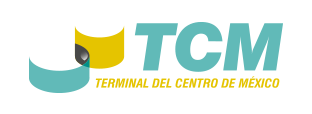 TCM
TERMINAL DEL CENTRO DE MÉXICO